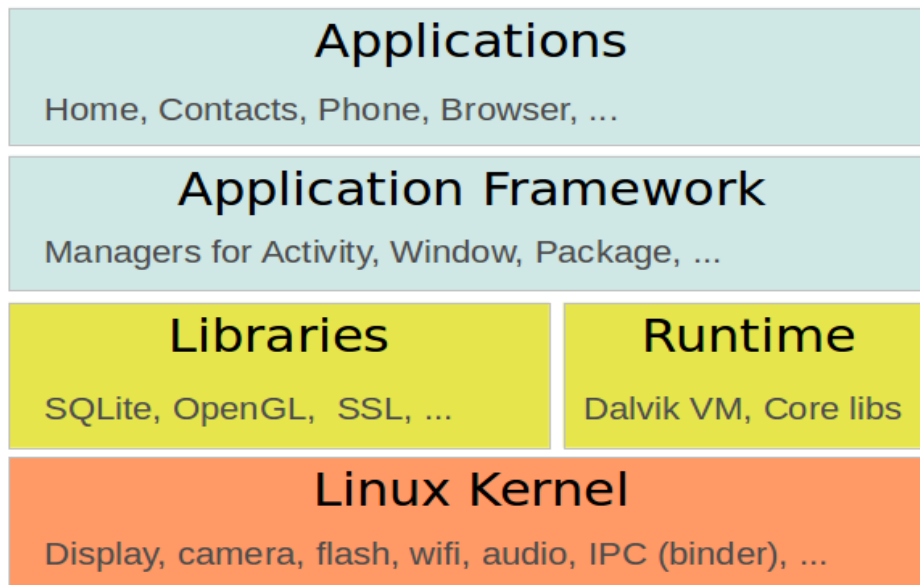 Applications
Home, Contacts, Phone, Browser, ...
Application Framework
Managers for Activity, Window, Package, ...
Libraries
SQLite, OpenGL, SSL, ...
Runtime
Dalvik VM, Core libs
Linux Kernel
Display, camera, flash, wifi, audio, IPC (binder), ...